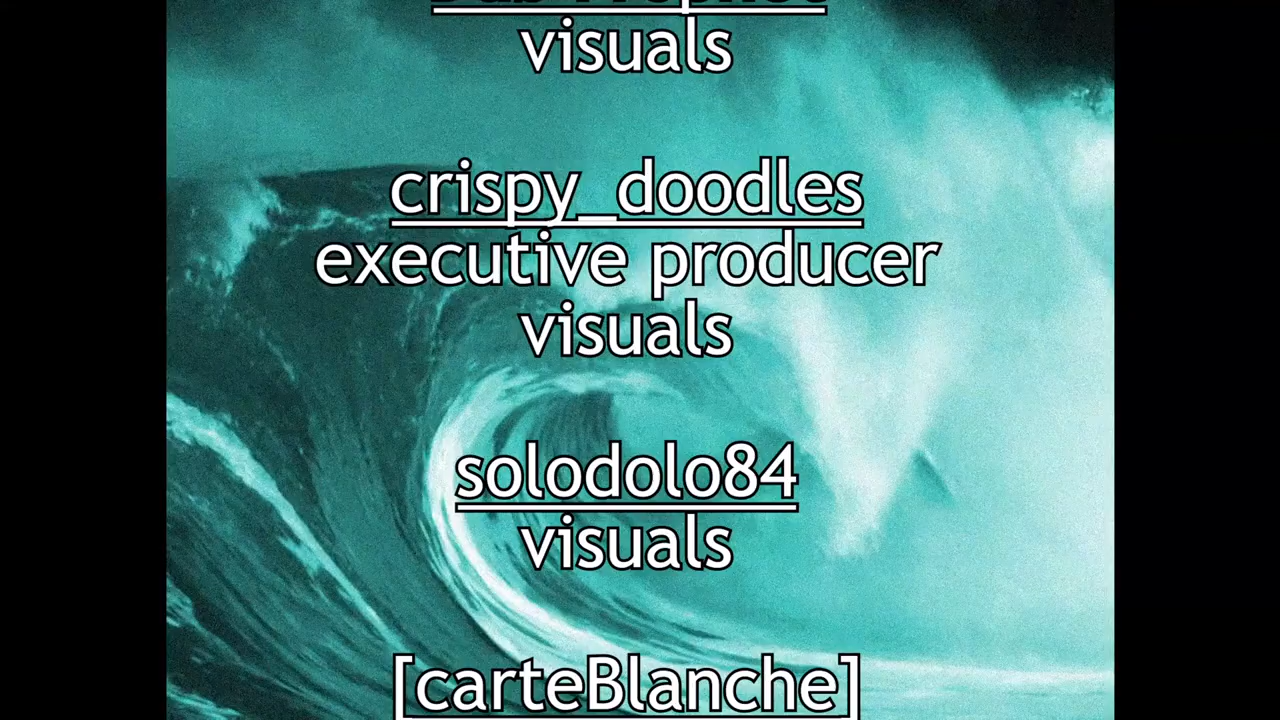 visuals
crispy_doodles
executive producer
visuals
solodolo84
visuals
[carteBlanche]